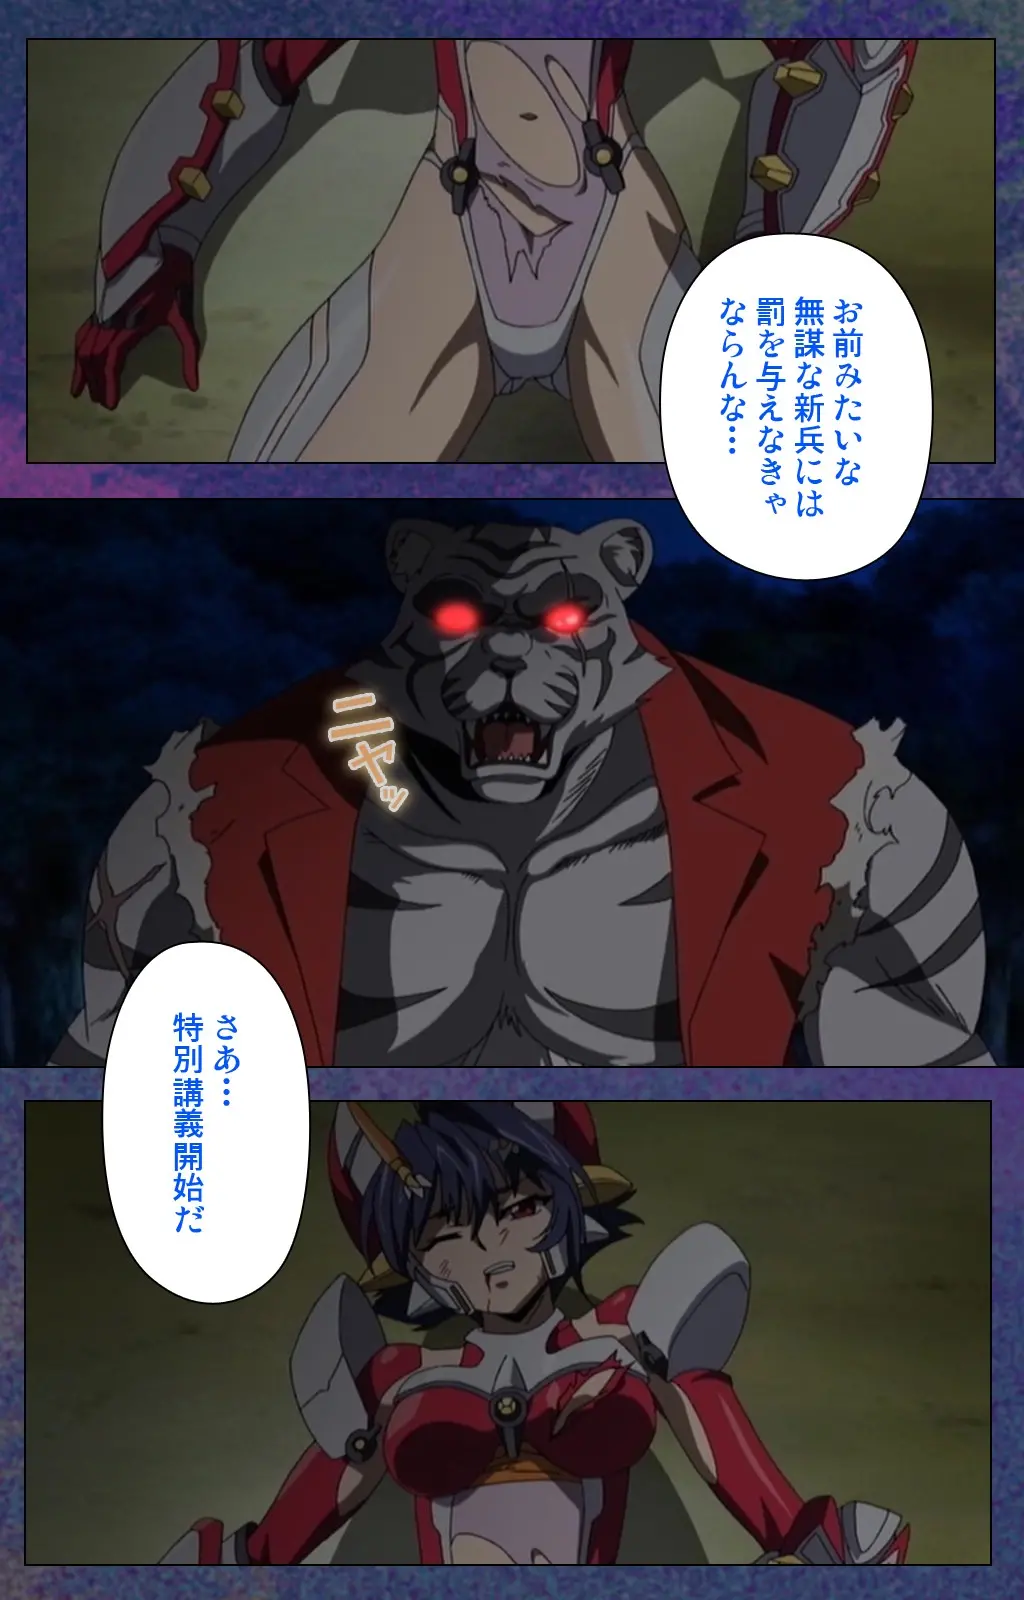 お前みたいな
無謀な新兵には
罰を与えなきゃ
ならんな…
ニヤッ
さあ…
特別講義開始だ